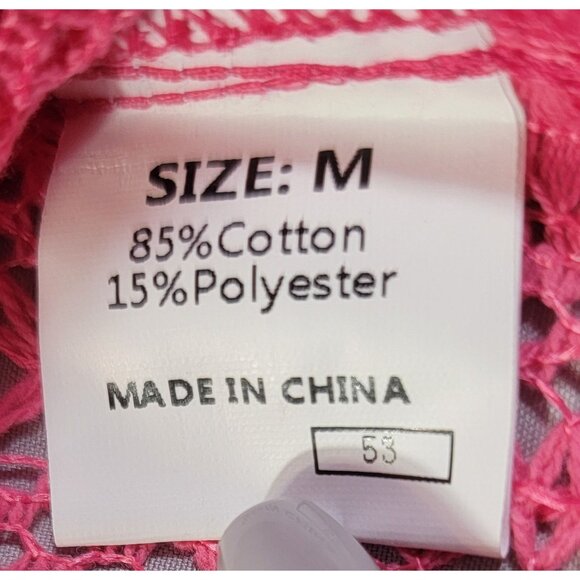 SIZE: M
85%Cotton
15%Polyester
MADE IN CHINA
53